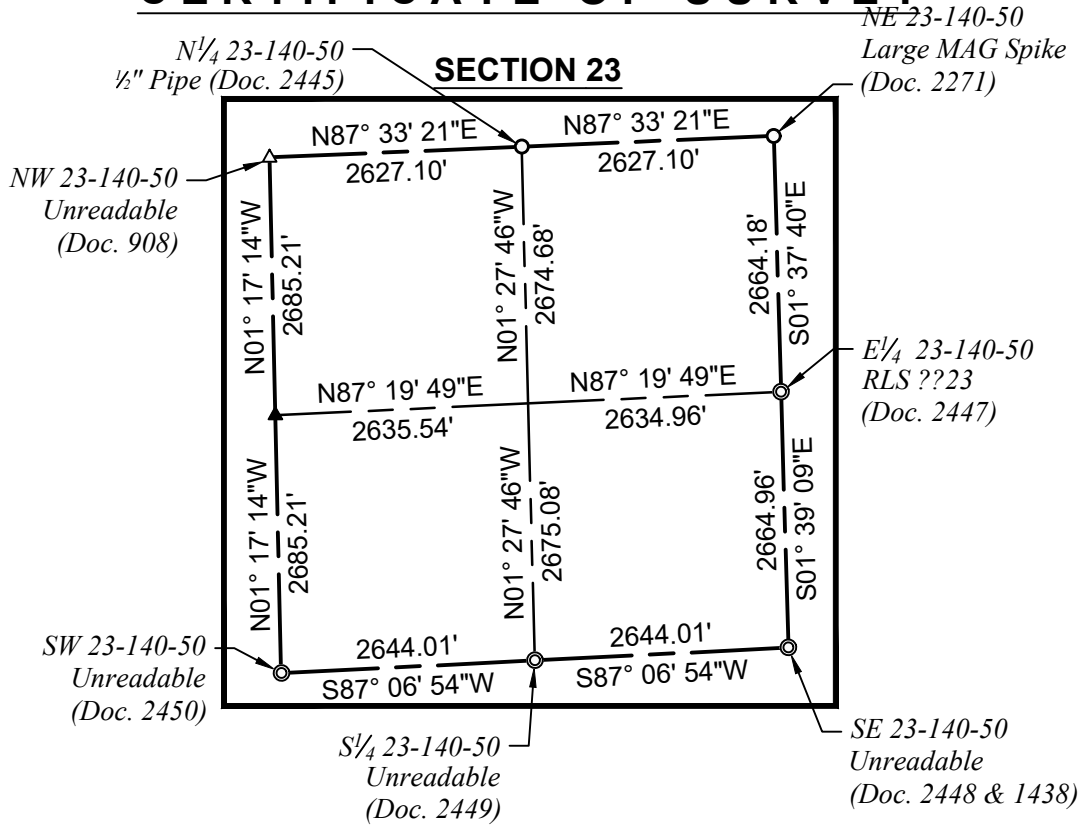 CERTIFICATE OF SURVEY
NE 23-140-50
Large MAG Spike
(Doc. 2271)
N¼ 23-140-50
½" Pipe (Doc. 2445)
SECTION 23
N87° 33' 21"E
2627.10'
N87° 33' 21"E
2627.10'
NW 23-140-50
Unreadable
(Doc. 908)
N01° 17' 14"W
2685.21'
N01° 27' 46"W
2674.68'
2664.18'
S01° 37' 40"E
E¼ 23-140-50
RLS ??23
(Doc. 2447)
N87° 19' 49"E
2635.54'
N87° 19' 49"E
2634.96'
N01° 17' 14"W
2685.21'
N01° 27' 46"W
2675.08'
2664.96'
S01° 39' 09"E
SW 23-140-50
Unreadable
(Doc. 2450)
2644.01'
S87° 06' 54"W
2644.01'
S87° 06' 54"W
S¼ 23-140-50
Unreadable
(Doc. 2449)
SE 23-140-50
Unreadable
(Doc. 2448 & 1438)